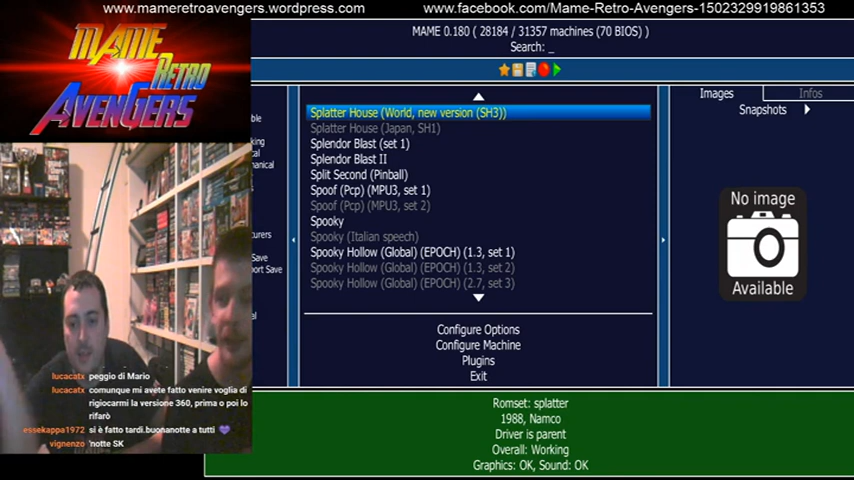 www.mameretroavengers.wordpress.com
www.facebook.com/Mame-Retro-Avengers-1502329919861353
MAME RETRO AVENGERS
MAME 0.180 ( 28184 / 31357 machines (70 BIOS) )
Search: _
Splatter House (World, new version (SH3))
Splatter House (Japan, SH1)
Splendor Blast (set 1)
Splendor Blast II
Split Second (Pinball)
Spoof (Pcp) (MPU3, set 1)
Spoof (Pcp) (MPU3, set 2)
Spooky
Spooky (Italian speech)
Spooky Hollow (Global) (EPOCH) (1.3, set 1)
Spooky Hollow (Global) (EPOCH) (1.3, set 2)
Spooky Hollow (Global) (EPOCH) (2.7, set 3)
Configure Options
Configure Machine
Plugins
Exit
Images
Infos
Snapshots
No image
Available
Save
Save
lucacatx peggio di Mario
lucacatx comunque mi avete fatto venire voglia di
rigiocarmi la versione 360, prima o poi lo
rifarò
essekappa1972 si è fatto tardi.buonanotte a tutti
vignenzo 'notte SK
Romset: splatter
1988, Namco
Driver is parent
Overall: Working
Graphics: OK, Sound: OK